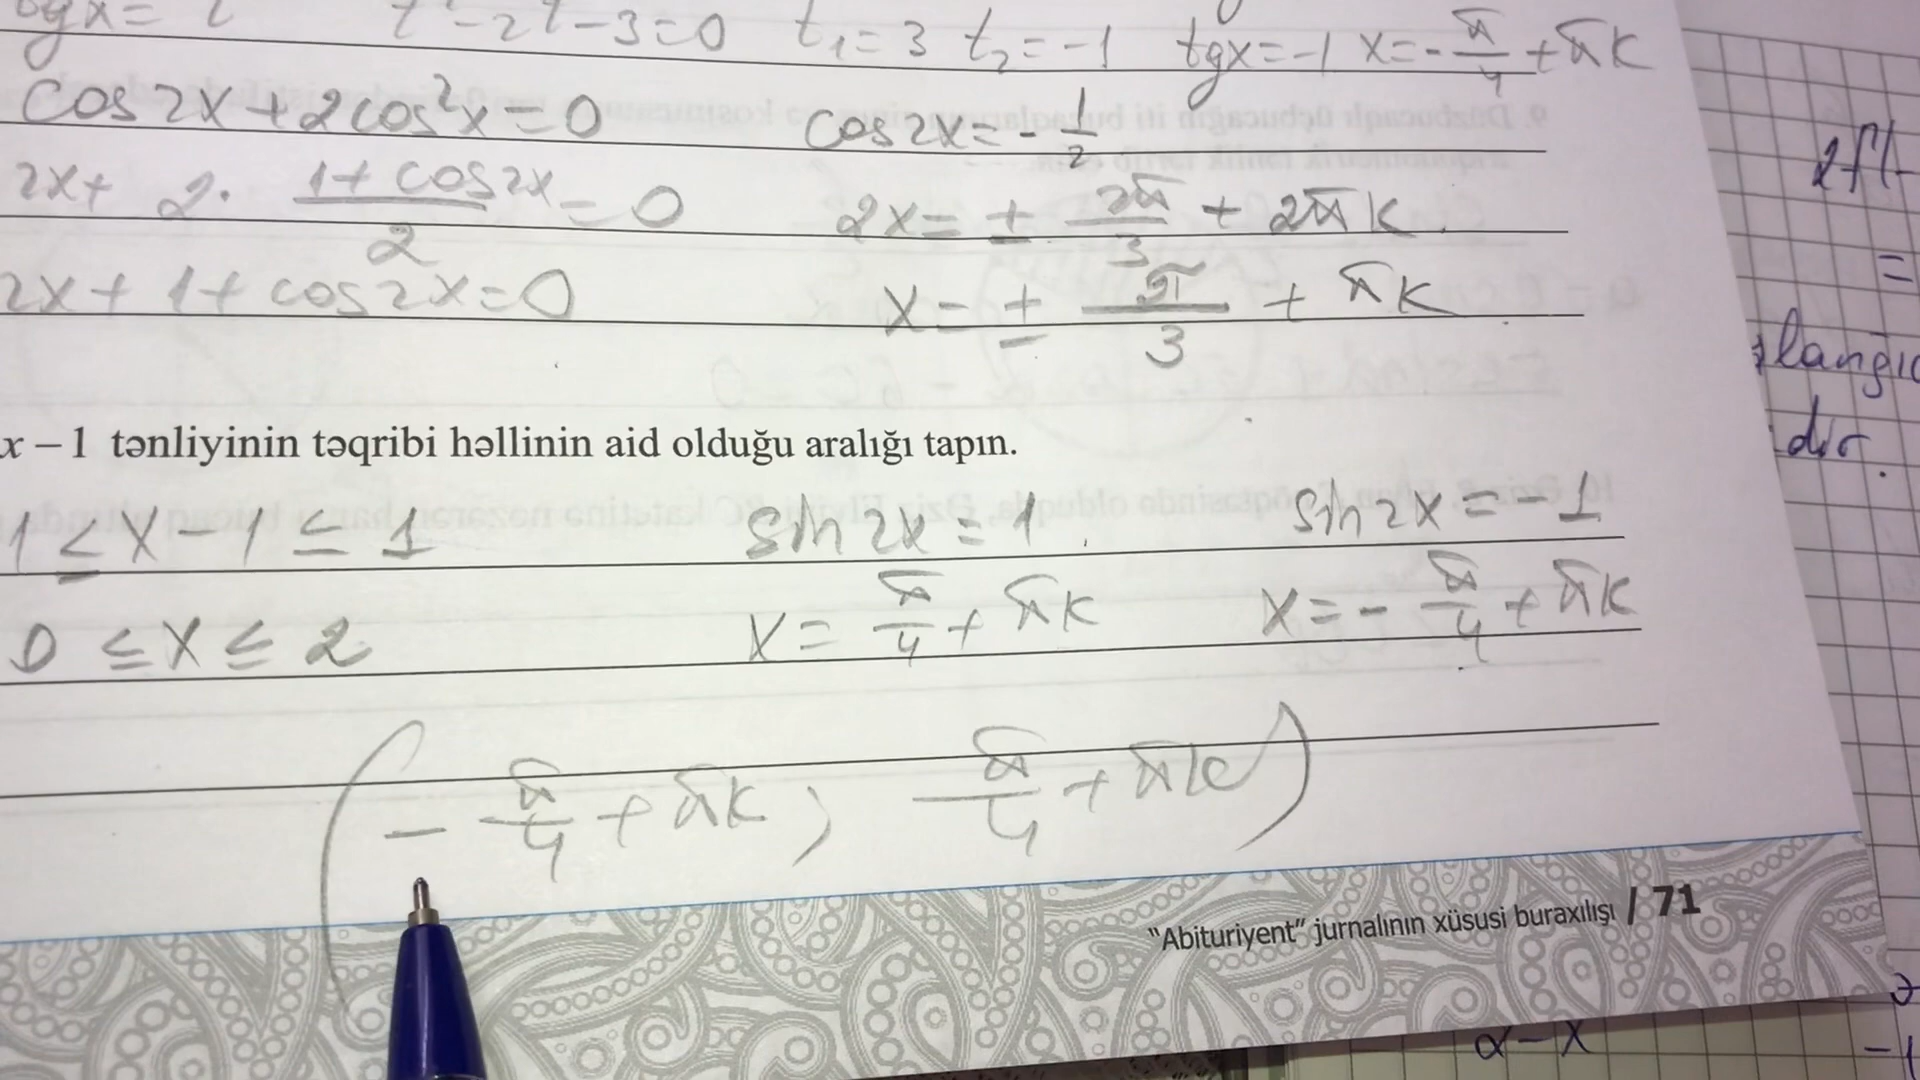 t² - 2t - 3 = 0   t₁ = 3   t₂ = -1   tgx = -1   x = -π/4 + πk
cos2x + 2cos²x = 0   cos2x = -1/2
2x + 2 · (1 + cos2x)/2 = 0   2x = ± 2π/3 + 2πk
2x + 1 + cos2x = 0   x = ± π/3 + πk
x – 1 tənliyinin təqribi həllinin aid olduğu aralığı tapın.
1 ≤ x - 1 ≤ 1   sin2x = 1   sin2x = -1
0 ≤ x ≤ 2   x = π/4 + πk   x = -π/4 + πk
(-π/4 + πk; π/4 + πk)
langıc
dır.
"Abituriyent" jurnalının xüsusi buraxılışı / 71
α - x
-1